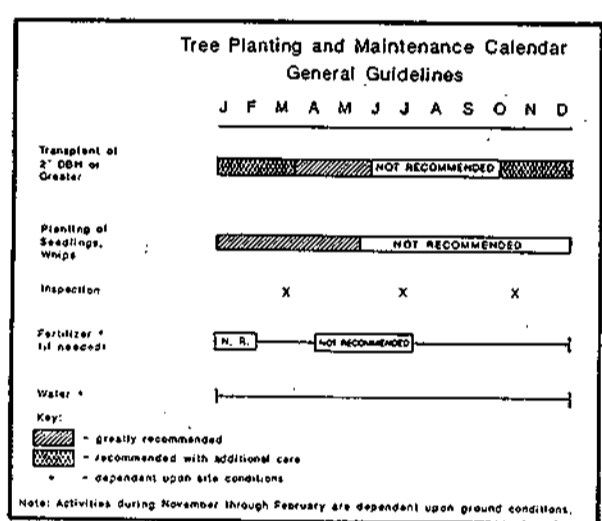 Tree Planting and Maintenance Calendar
General Guidelines
J F M A M J J A S O N D
Transplant of
2" DBH or
Greater
NOT RECOMMENDED
Planting of
Seedlings,
Whips
NOT RECOMMENDED
Inspection
X X X
Fertilizer *
(if needed)
N. R.
NOT RECOMMENDED
Water *
Key:
- greatly recommended
- recommended with additional care
* - dependent upon site conditions
Note: Activities during November through February are dependent upon ground conditions.